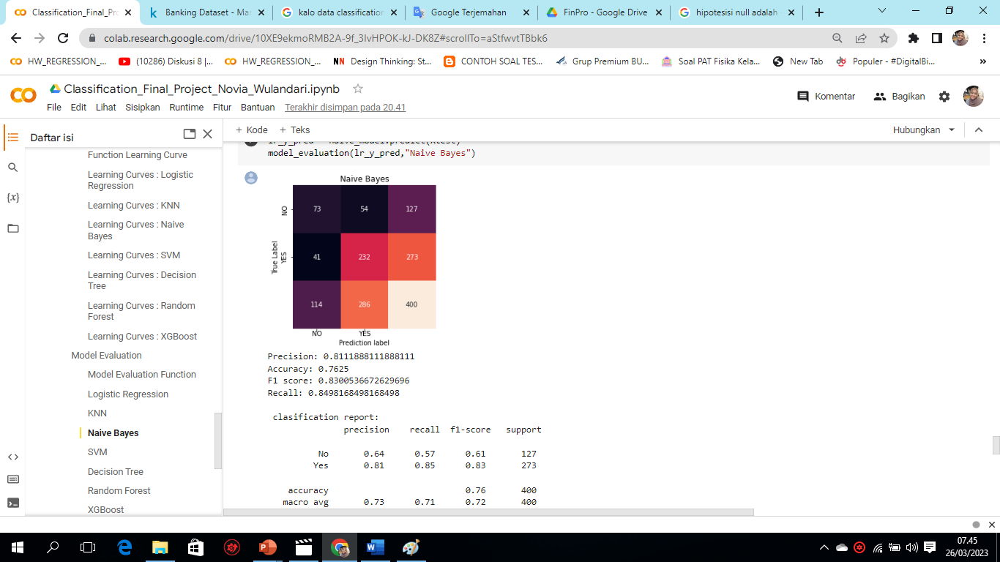 Classification_Final_Pro
Banking Dataset - Mar
kalo data classification
Google Terjemahan
FinPro - Google Drive
hipotesisi null adalah -
colab.research.google.com/drive/10XE9ekmoRMB2A-9f_3IvHPOK-kJ-DK8Z#scrollTo=aStfwvtTBbk6
HW_REGRESSION_...
(10286) Diskusi 8 |...
HW_REGRESSION_...
NN Design Thinking: St...
CONTOH SOAL TES...
Grup Premium BU...
Soal PAT Fisika Kela...
New Tab
Populer - #DigitalBi...
Classification_Final_Project_Novia_Wulandari.ipynb
Komentar
Bagikan
File Edit Lihat Sisipkan Runtime Fitur Bantuan Terakhir disimpan pada 20.41
Daftar isi
+ Kode + Teks
Hubungkan
Function Learning Curve
Learning Curves : Logistic
Regression
Learning Curves : KNN
Learning Curves : Naive
Bayes
Learning Curves : SVM
Learning Curves : Decision
Tree
Learning Curves : Random
Forest
Learning Curves : XGBoost
Model Evaluation
Model Evaluation Function
Logistic Regression
KNN
Naive Bayes
SVM
Decision Tree
Random Forest
XGBoost
lr_y_pred = naive_model.predict(Xtest)
model_evaluation(lr_y_pred,"Naive Bayes")
Naive Bayes
NO 73 54 127
True Label
YES 41 232 273
114 286 400
NO YES
Prediction label
Precision: 0.8111888111888111
Accuracy: 0.7625
F1 score: 0.8300536672629696
Recall: 0.8498168498168498
clasification report:
precision recall f1-score support
No 0.64 0.57 0.61 127
Yes 0.81 0.85 0.83 273
accuracy 0.76 400
macro avg 0.73 0.71 0.72 400
07.45
26/03/2023